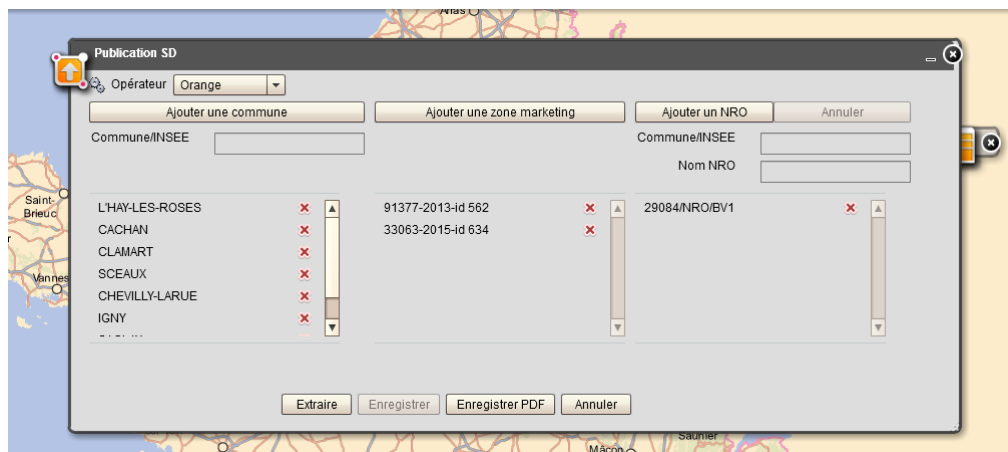 Arras
Publication SD
Opérateur Orange
Ajouter une commune Ajouter une zone marketing Ajouter un NRO Annuler
Commune/INSEE Commune/INSEE
Nom NRO
L'HAY-LES-ROSES 91377-2013-id 562 29084/NRO/BV1
CACHAN 33063-2015-id 634
CLAMART
SCEAUX
CHEVILLY-LARUE
IGNY
Extraire Enregistrer Enregistrer PDF Annuler
Saint-
Brieuc
Vannes
Saunier
Mâcon